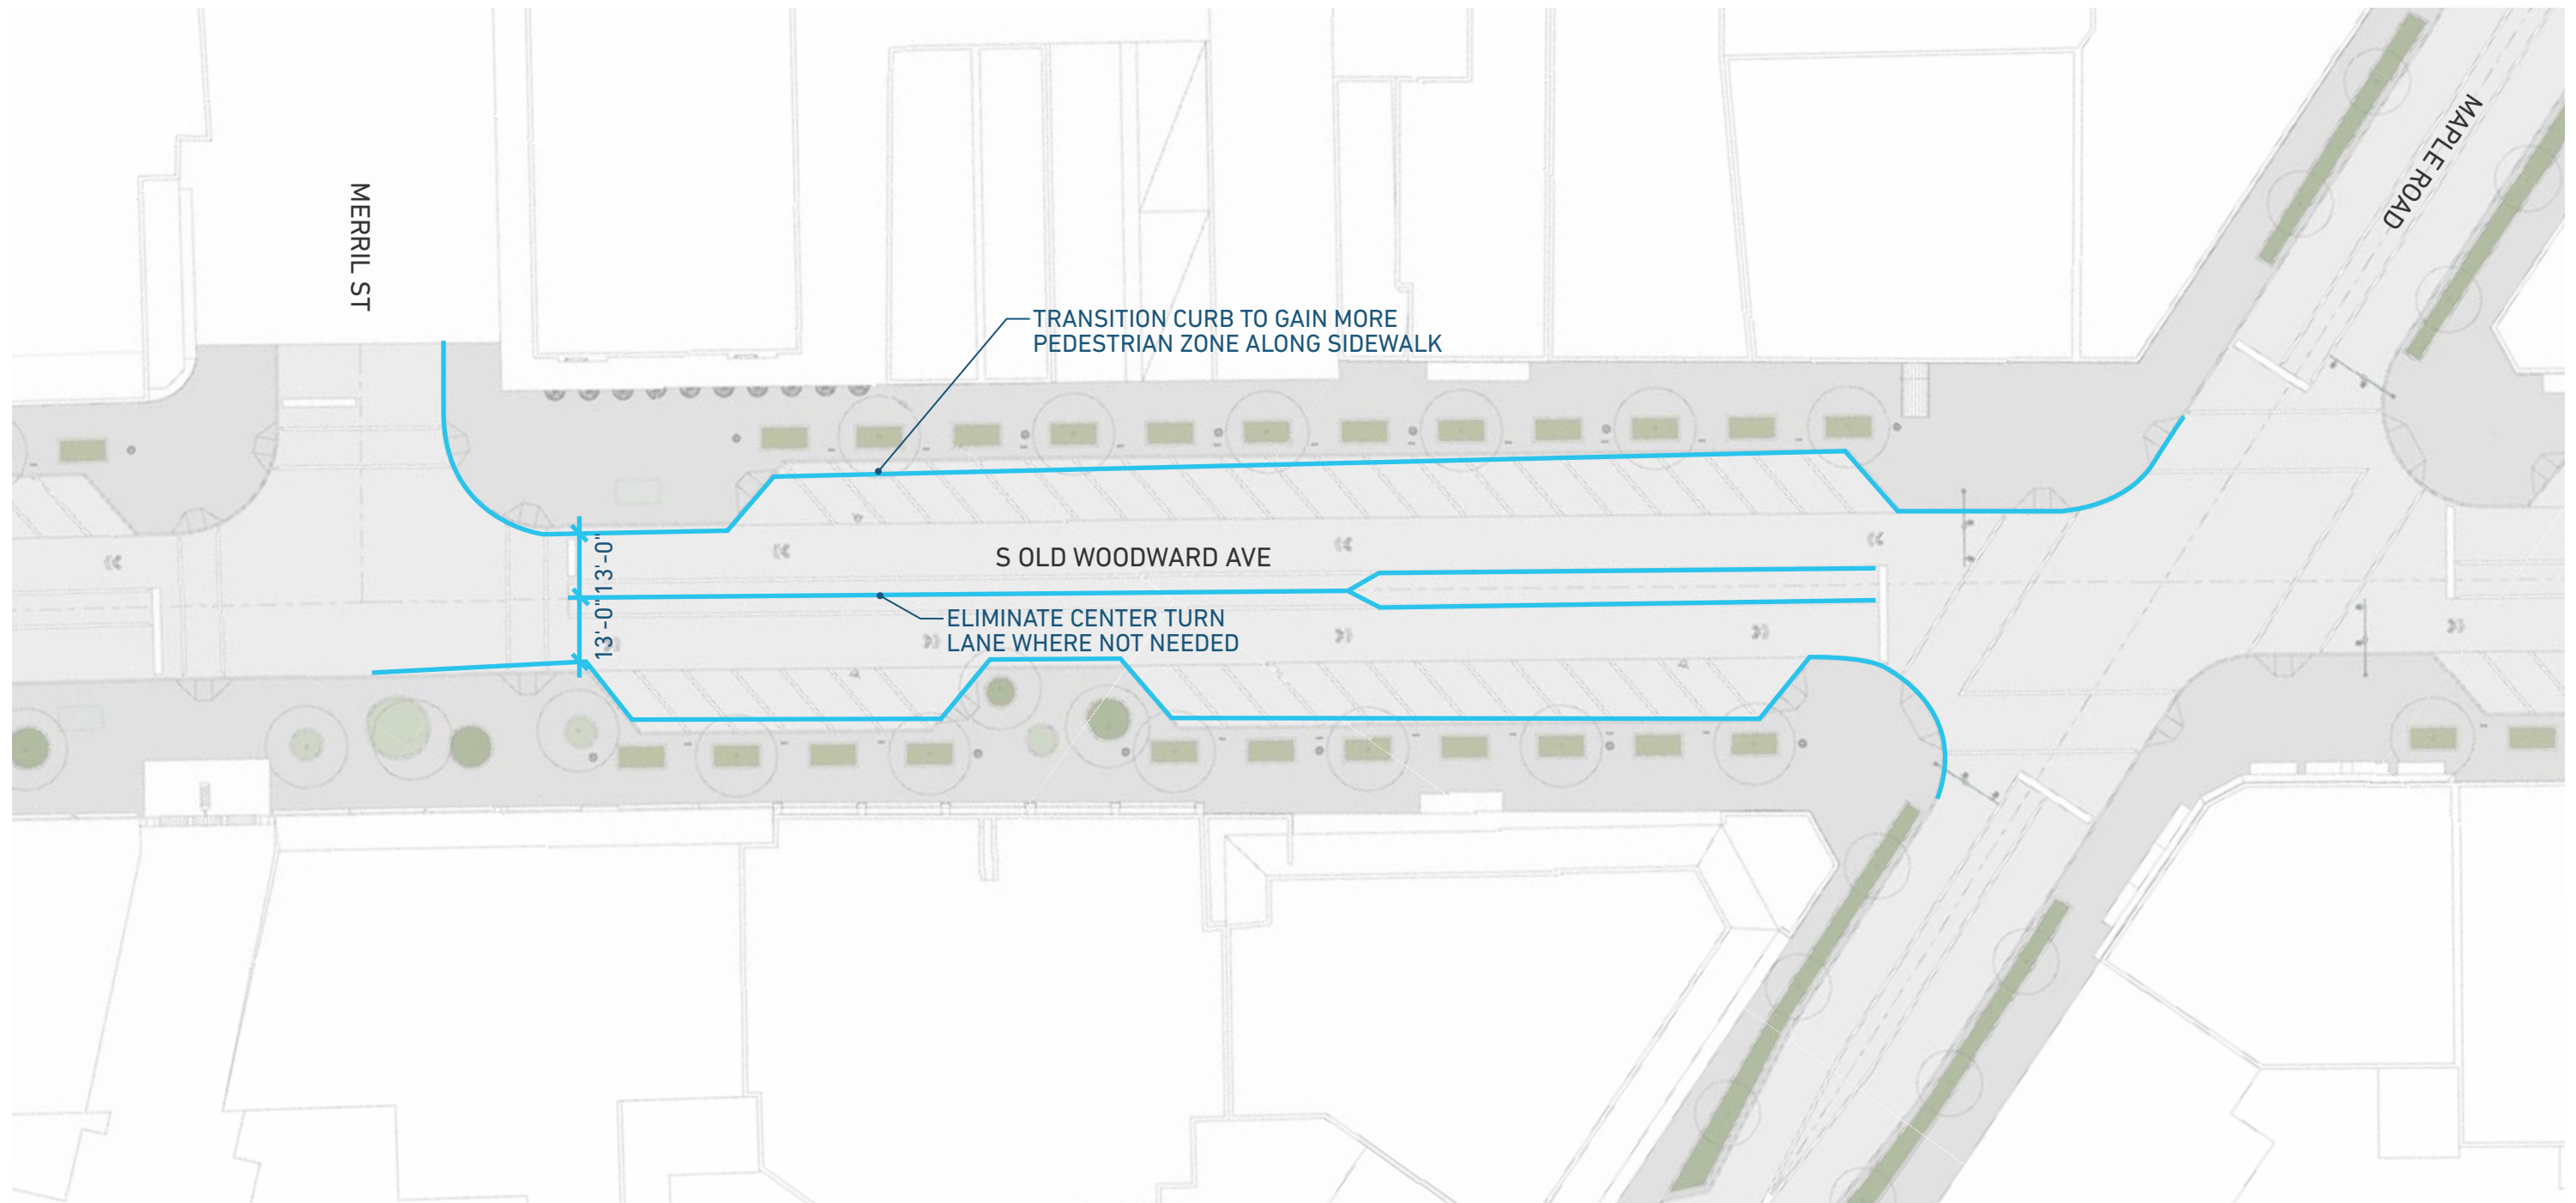 MERRIL ST
MAPLE ROAD
TRANSITION CURB TO GAIN MORE
PEDESTRIAN ZONE ALONG SIDEWALK
S OLD WOODWARD AVE
13'-0"
13'-0"
ELIMINATE CENTER TURN
LANE WHERE NOT NEEDED